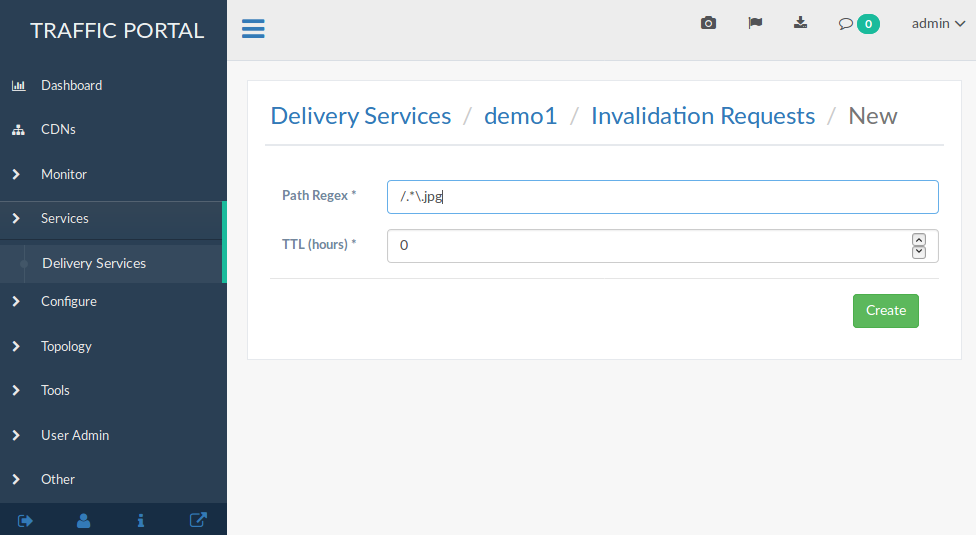 TRAFFIC PORTAL
Dashboard
CDNs
Monitor
Services
Delivery Services
Configure
Topology
Tools
User Admin
Other
0
admin
Delivery Services / demo1 / Invalidation Requests / New
Path Regex *
/.*\.jpg
TTL (hours) *
0
Create